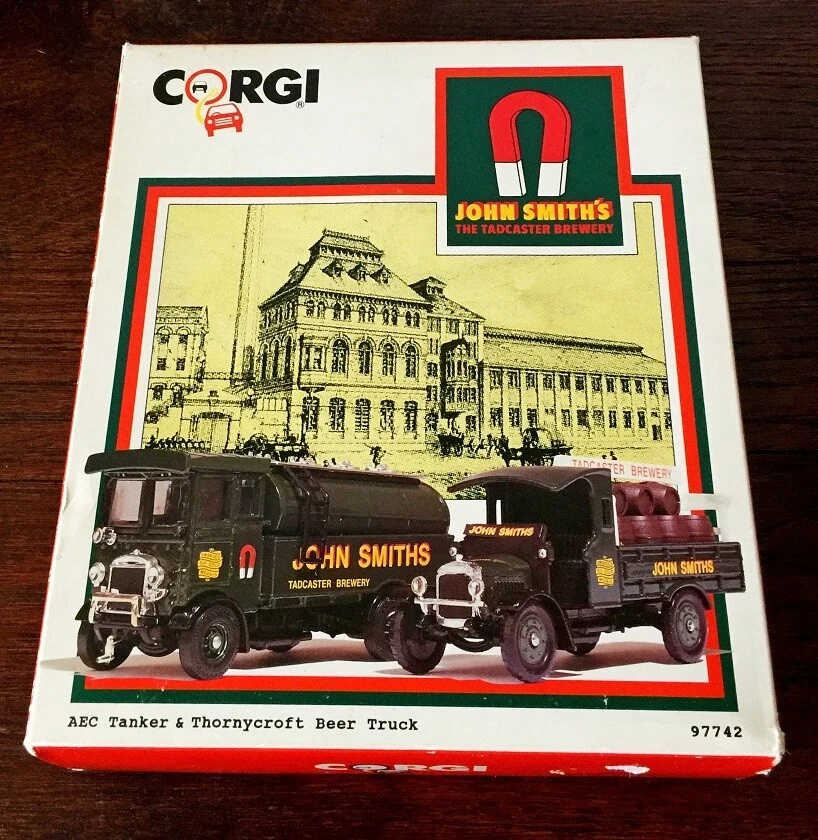 CORGI
®
JOHN SMITH'S
THE TADCASTER BREWERY
TADCASTER BREWERY
JOHN SMITHS
JOHN SMITHS
TADCASTER BREWERY
JOHN SMITHS
AEC Tanker & Thornycroft Beer Truck
97742
CORGI